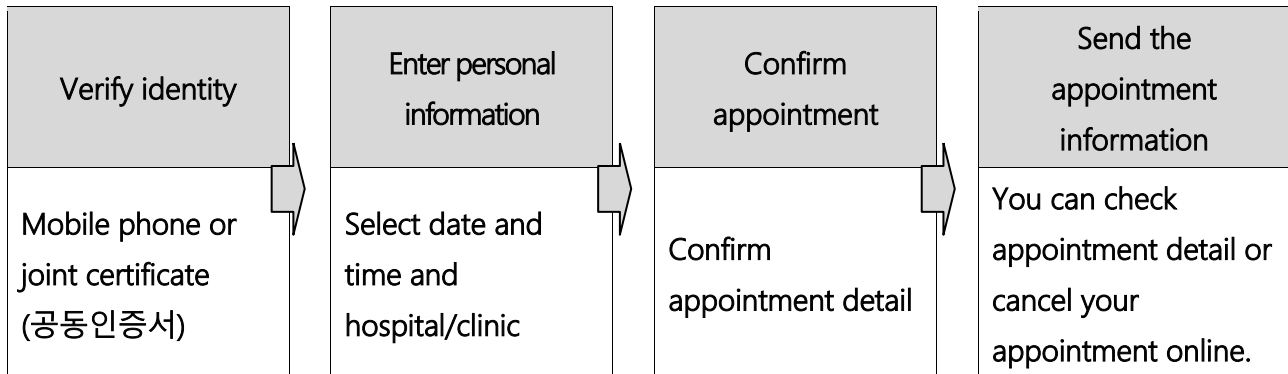 Verify identity
Mobile phone or
joint certificate
(공동인증서)
Enter personal
information
Select date and
time and
hospital/clinic
Confirm
appointment
Confirm
appointment detail
Send the
appointment
information
You can check
appointment detail or
cancel your
appointment online.